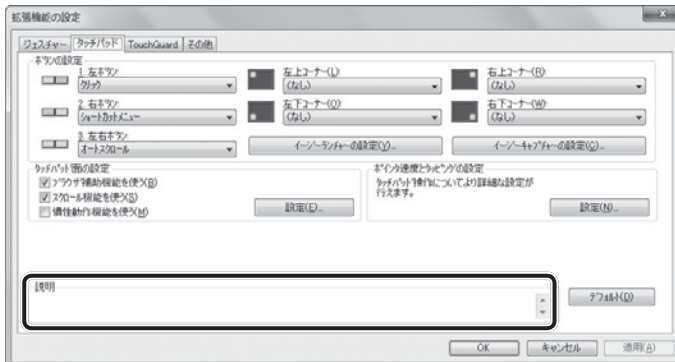 拡張機能の設定
ジェスチャー タッチパッド TouchGuard その他
ボタンの設定
1. 左ボタン: 左上コーナー(L): 右上コーナー(R):
クリック (なし) (なし)
2. 右ボタン: 左下コーナー(O): 右下コーナー(W):
ショートカットメニュー (なし) (なし)
3. 左右ボタン:
オートスクロール イージーランチャーの設定(Y)... イージーキャプチャーの設定(Q)...
タッチパッド面の設定 ポインタ速度とタッピングの設定
ブラウザ補助機能を使う(B) タッチパッド操作についてより詳細な設定が
スクロール機能を使う(S) 行えます。
慣性動作機能を使う(M) 設定(E)... 設定(N)...
説明
デフォルト(D)
OK キャンセル 適用(A)